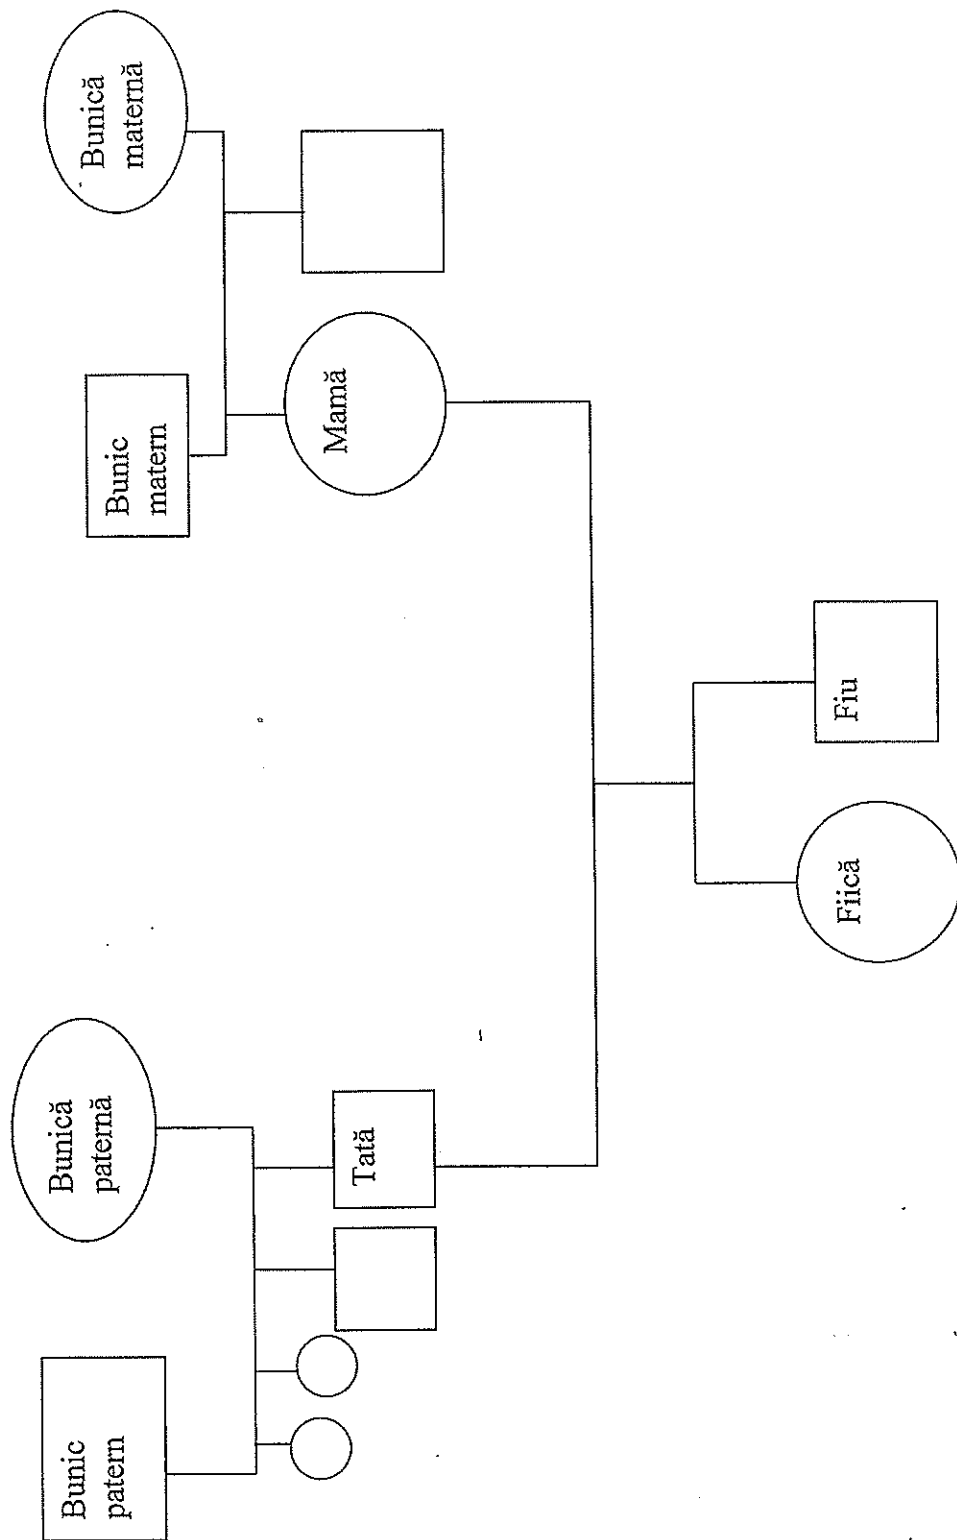 Bunic
patern
Bunică
paternă
Bunic
matern
Bunică
maternă
Tată
Mamă
Fiică
Fiu